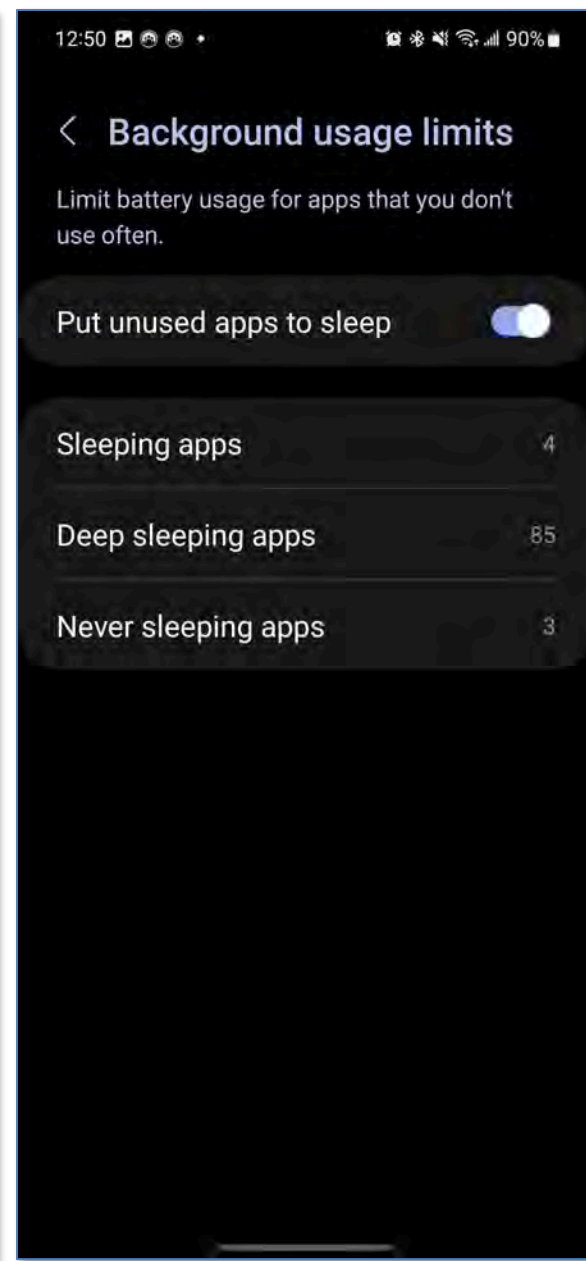 12:50 90%
Background usage limits
Limit battery usage for apps that you don't
use often.
Put unused apps to sleep
Sleeping apps 4
Deep sleeping apps 85
Never sleeping apps 3